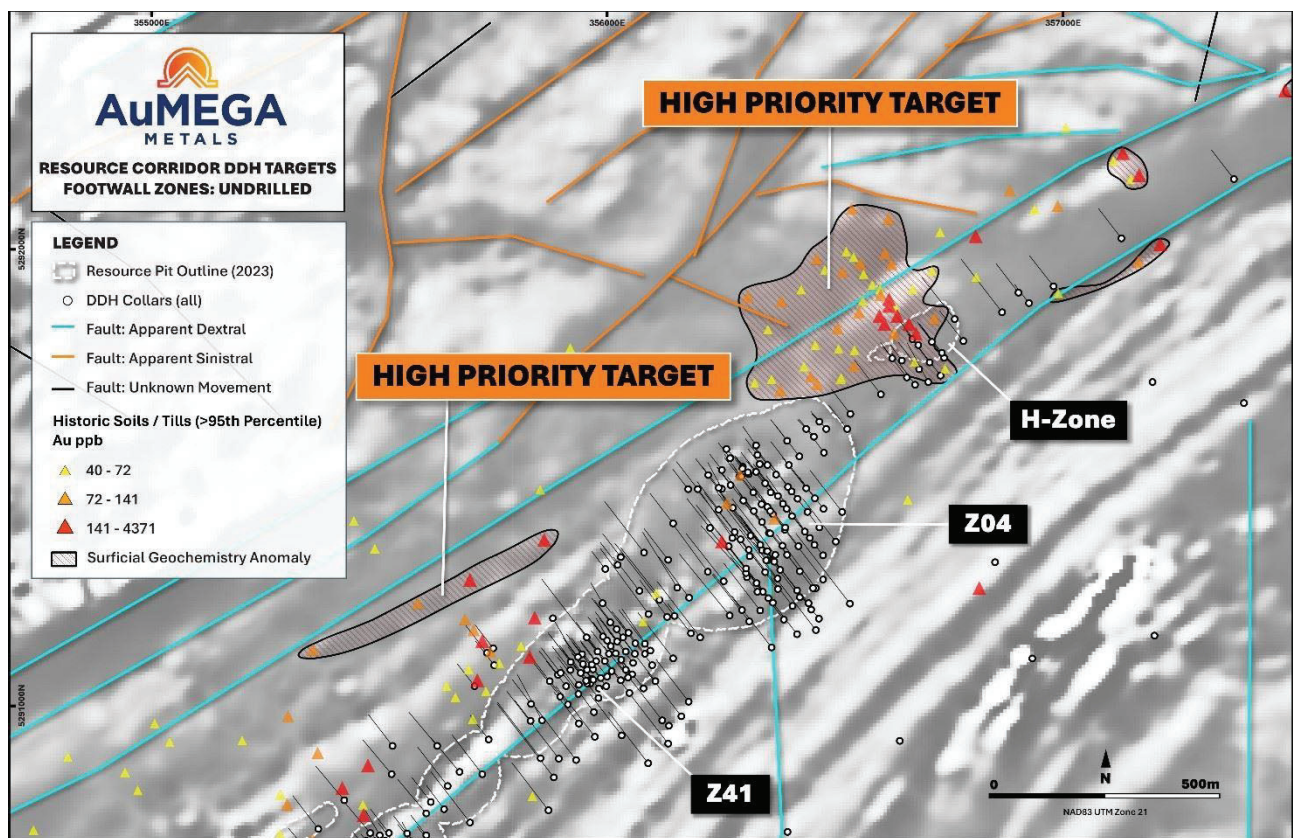 355000E
356000E
357000E
AuMEGA
METALS
RESOURCE CORRIDOR DDH TARGETS
FOOTWALL ZONES: UNDRILLED
HIGH PRIORITY TARGET
5292000N
LEGEND
Resource Pit Outline (2023)
DDH Collars (all)
Fault: Apparent Dextral
Fault: Apparent Sinistral
Fault: Unknown Movement
Historic Soils / Tills (>95th Percentile)
Au ppb
40 - 72
72 - 141
141 - 4371
Surficial Geochemistry Anomaly
HIGH PRIORITY TARGET
H-Zone
Z04
5291000N
Z41
N
0
500m
NAD83 UTM Zone 21